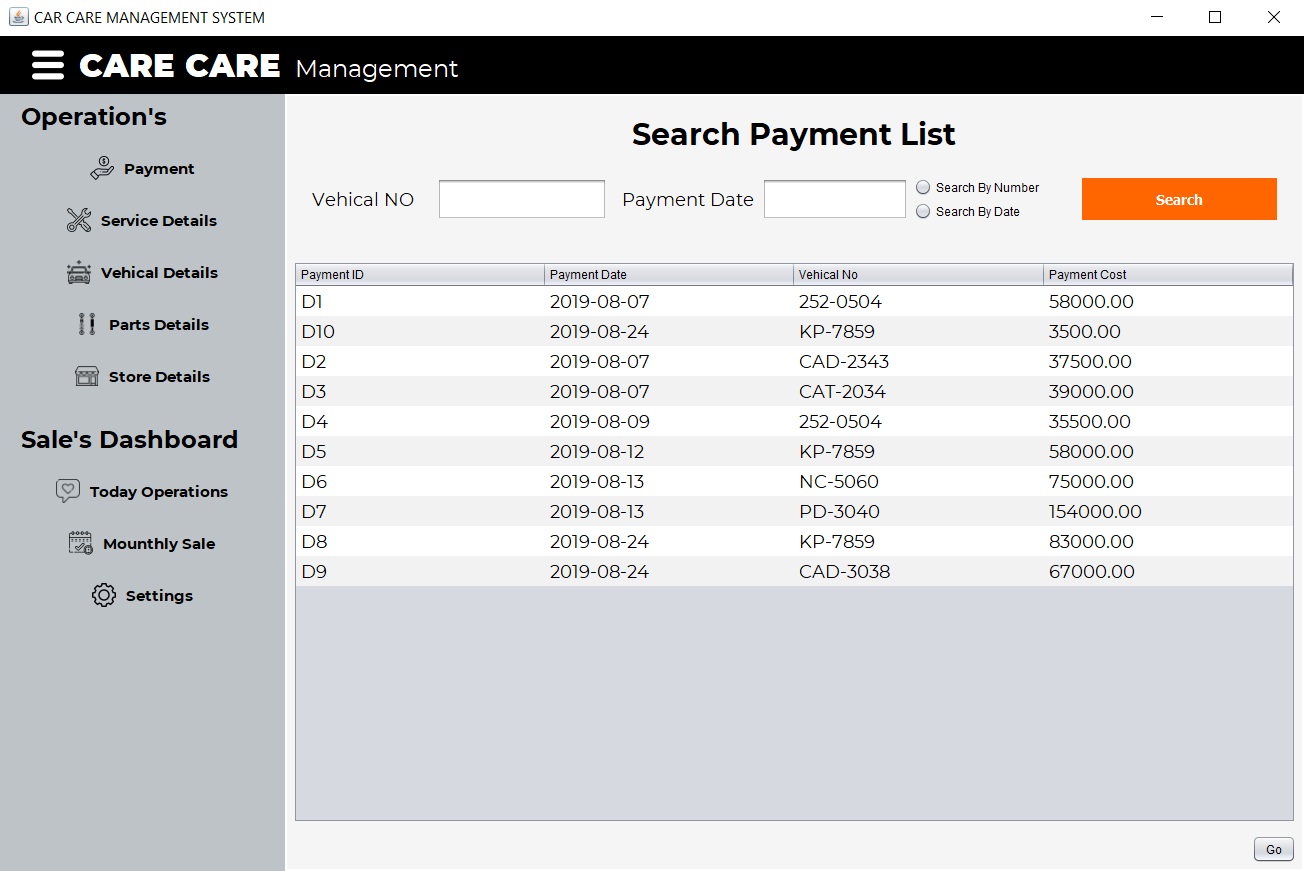 CAR CARE MANAGEMENT SYSTEM
CARE CARE Management
Operation's
Payment
Service Details
Vehical Details
Parts Details
Store Details
Sale's Dashboard
Today Operations
Mounthly Sale
Settings
Search Payment List
Vehical NO Payment Date Search By Number Search
Search By Date
Payment ID Payment Date Vehical No Payment Cost
D1 2019-08-07 252-0504 58000.00
D10 2019-08-24 KP-7859 3500.00
D2 2019-08-07 CAD-2343 37500.00
D3 2019-08-07 CAT-2034 39000.00
D4 2019-08-09 252-0504 35500.00
D5 2019-08-12 KP-7859 58000.00
D6 2019-08-13 NC-5060 75000.00
D7 2019-08-13 PD-3040 154000.00
D8 2019-08-24 KP-7859 83000.00
D9 2019-08-24 CAD-3038 67000.00
Go